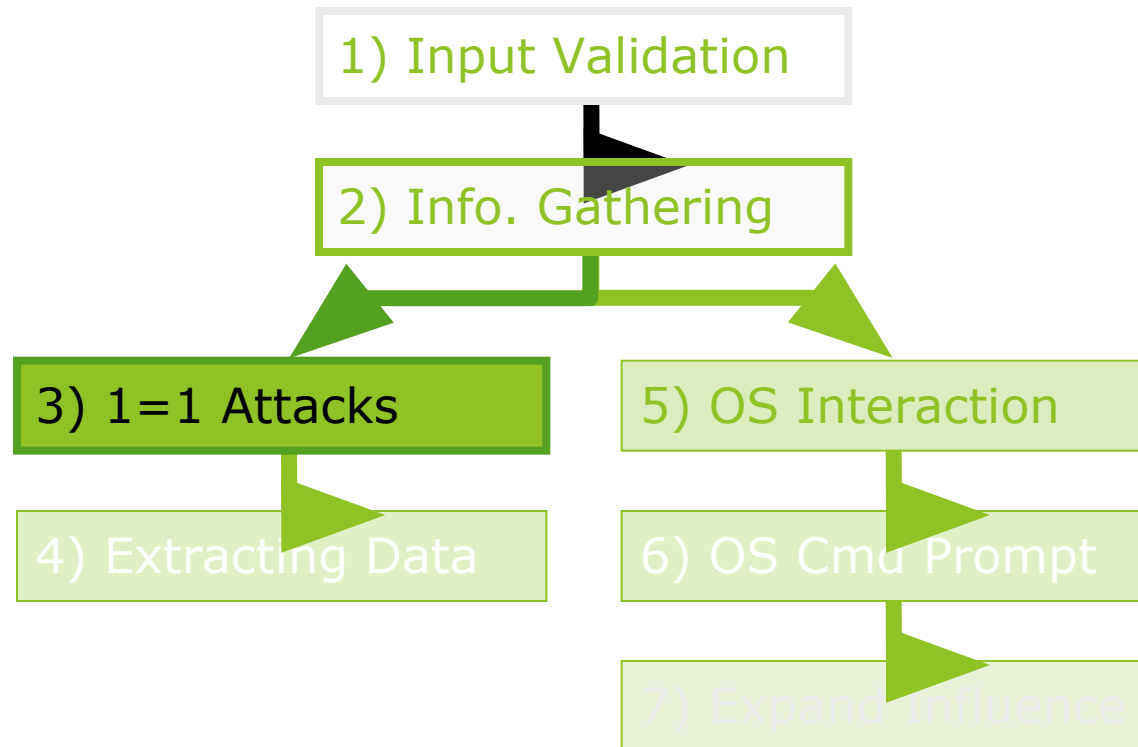 1) Input Validation
2) Info. Gathering
3) 1=1 Attacks
5) OS Interaction
4) Extracting Data
6) OS Cmd Prompt
7) Expand Influence